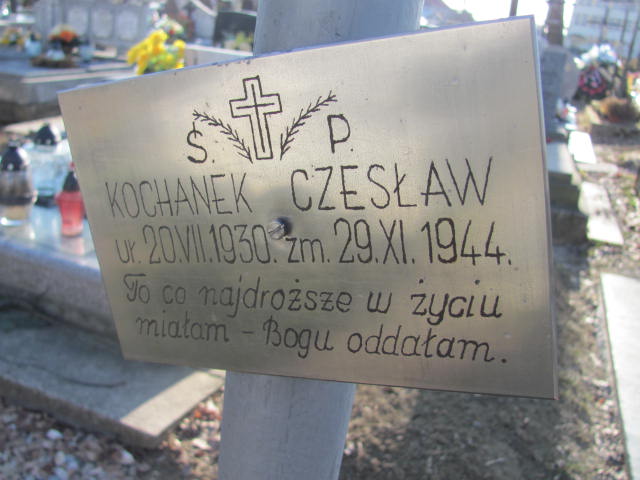 Ś. P.
KOCHANEK CZESŁAW
ur. 20.VII.1930. zm. 29.XI.1944.
To co najdroższe w życiu
miałam - Bogu oddałam.